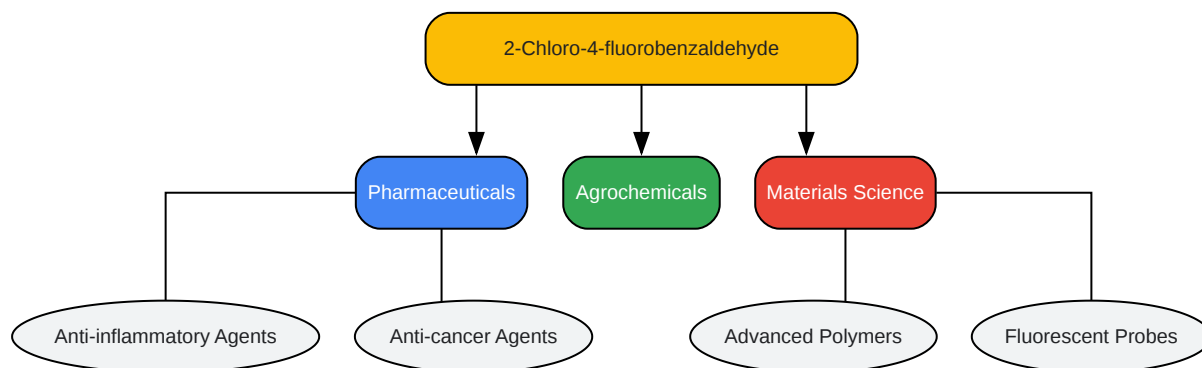 2-Chloro-4-fluorobenzaldehyde
Pharmaceuticals
Agrochemicals
Materials Science
Anti-inflammatory Agents
Anti-cancer Agents
Advanced Polymers
Fluorescent Probes